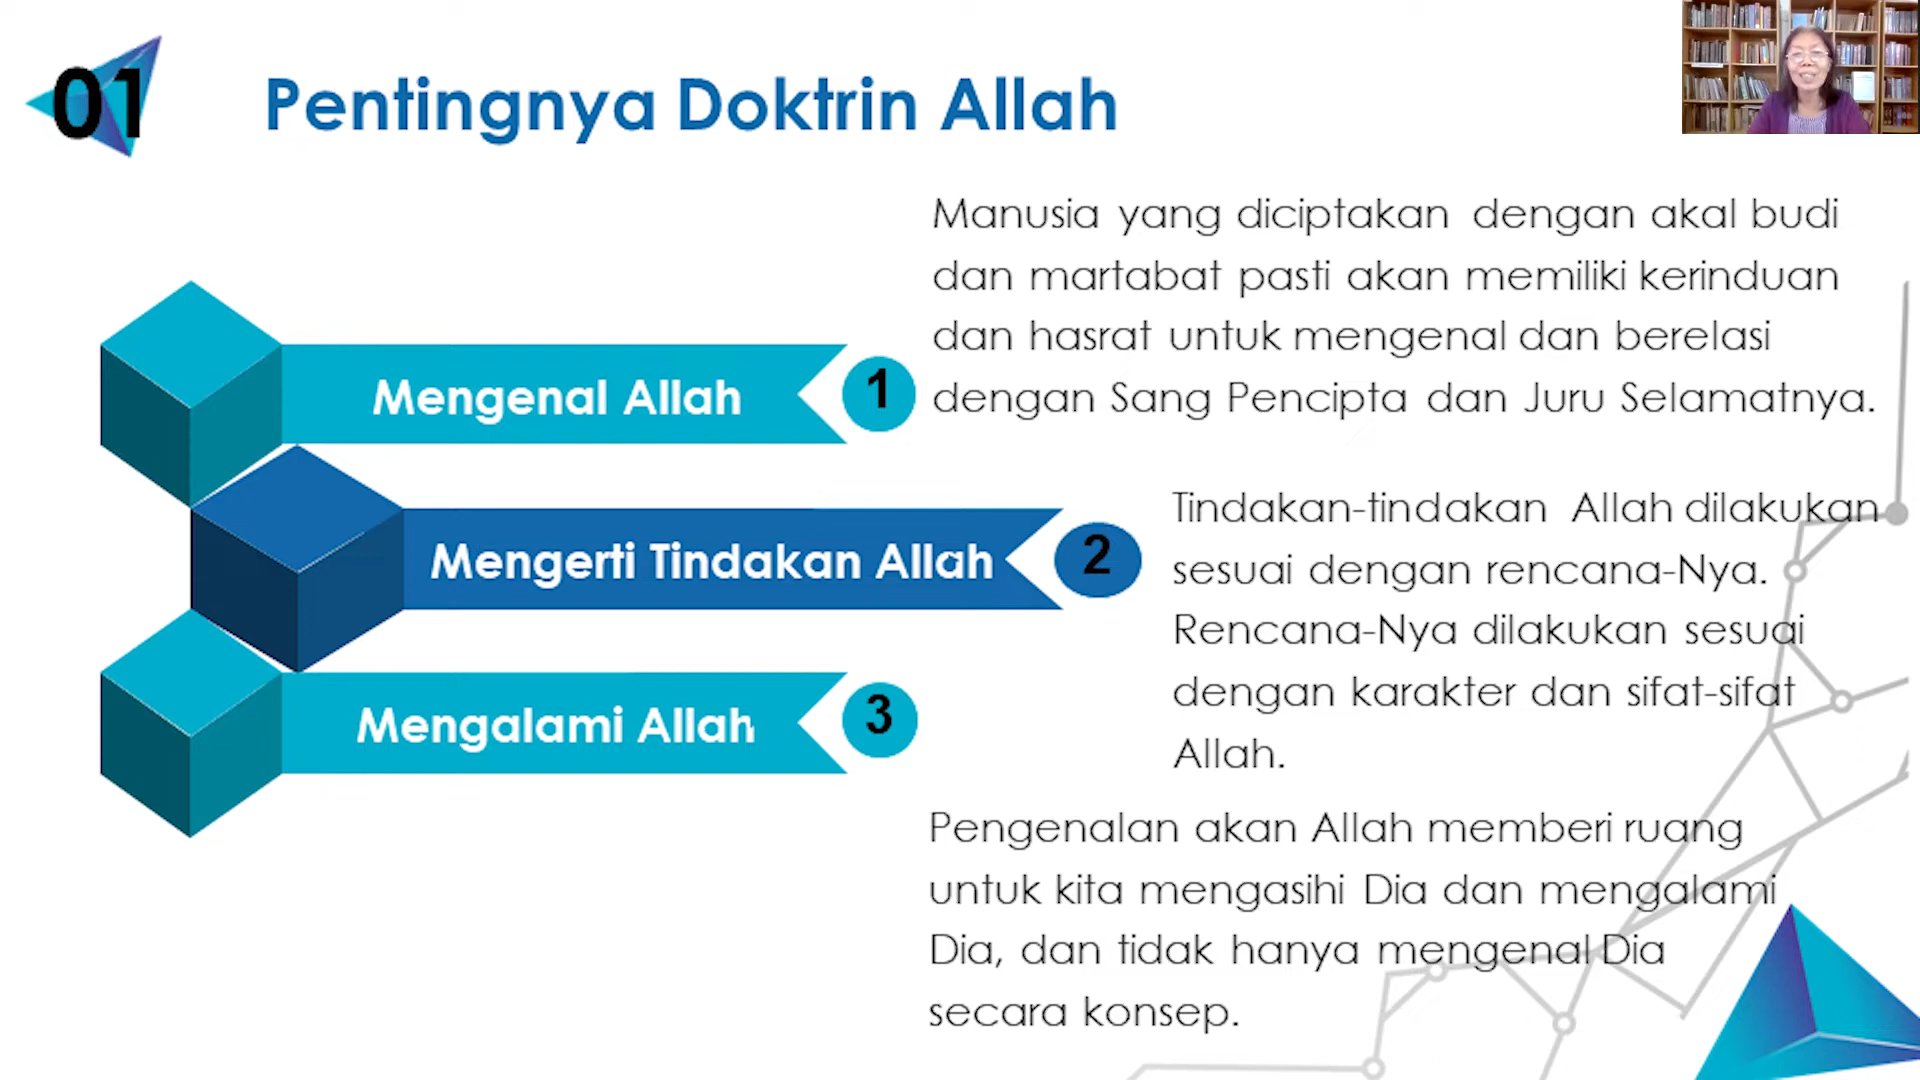 01
Pentingnya Doktrin Allah
Manusia yang diciptakan dengan akal budi
dan martabat pasti akan memiliki kerinduan
dan hasrat untuk mengenal dan berelasi
dengan Sang Pencipta dan Juru Selamatnya.
Mengenal Allah
1
Tindakan-tindakan Allah dilakukan
sesuai dengan rencana-Nya.
Rencana-Nya dilakukan sesuai
dengan karakter dan sifat-sifat
Allah.
Mengerti Tindakan Allah
2
Mengalami Allah
3
Pengenalan akan Allah memberi ruang
untuk kita mengasihi Dia dan mengalami
Dia, dan tidak hanya mengenal Dia
secara konsep.